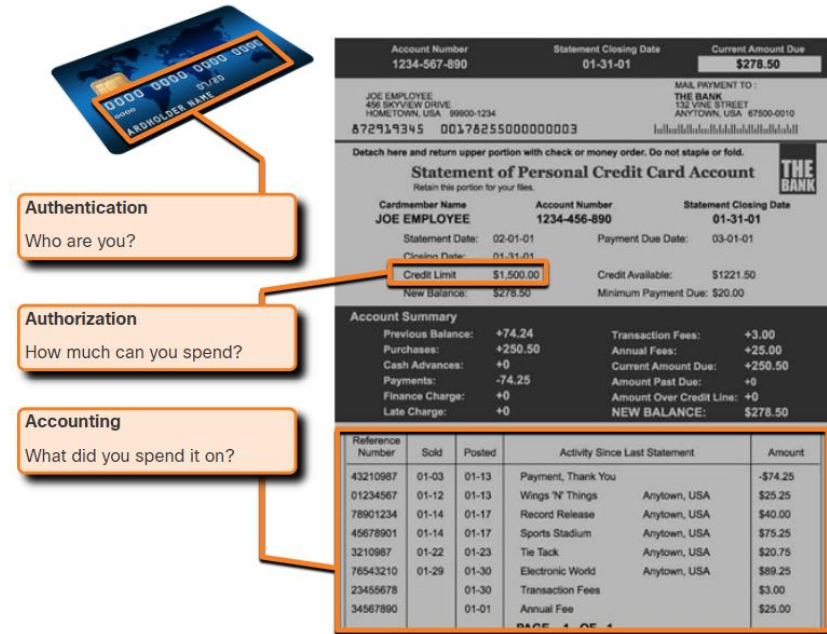 0000 0000 0000 0000
0000
01/20
ARDHOLDER NAME
Authentication
Who are you?
Authorization
How much can you spend?
Accounting
What did you spend it on?
Account Number Statement Closing Date Current Amount Due
1234-567-890 01-31-01 $278.50
JOE EMPLOYEE
456 SKYVIEW DRIVE
HOMETOWN, USA 99900-1234
MAIL PAYMENT TO :
THE BANK
132 VINE STREET
ANYTOWN, USA 67500-0010
872919345 00178255000000003
Detach here and return upper portion with check or money order. Do not staple or fold.
Statement of Personal Credit Card Account
Retain this portion for your files.
THE
BANK
Cardmember Name Account Number Statement Closing Date
JOE EMPLOYEE 1234-456-890 01-31-01
Statement Date: 02-01-01 Payment Due Date: 03-01-01
Closing Date: 01-31-01
Credit Limit $1,500.00 Credit Available: $1221.50
New Balance: $278.50 Minimum Payment Due: $20.00
Account Summary
Previous Balance: +74.24 Transaction Fees: +3.00
Purchases: +250.50 Annual Fees: +25.00
Cash Advances: +0 Current Amount Due: +250.50
Payments: -74.25 Amount Past Due: +0
Finance Charge: +0 Amount Over Credit Line: +0
Late Charge: +0 NEW BALANCE: $278.50
Reference
Number Sold Posted Activity Since Last Statement Amount
43210987 01-03 01-13 Payment, Thank You -$74.25
01234567 01-12 01-13 Wings 'N' Things Anytown, USA $25.25
78901234 01-14 01-17 Record Release Anytown, USA $40.00
45678901 01-14 01-17 Sports Stadium Anytown, USA $75.25
3210987 01-22 01-23 Tie Tack Anytown, USA $20.75
76543210 01-29 01-30 Electronic World Anytown, USA $89.25
23455678 01-30 Transaction Fees $3.00
34567890 01-01 Annual Fee $25.00
PAGE 1 OF 1